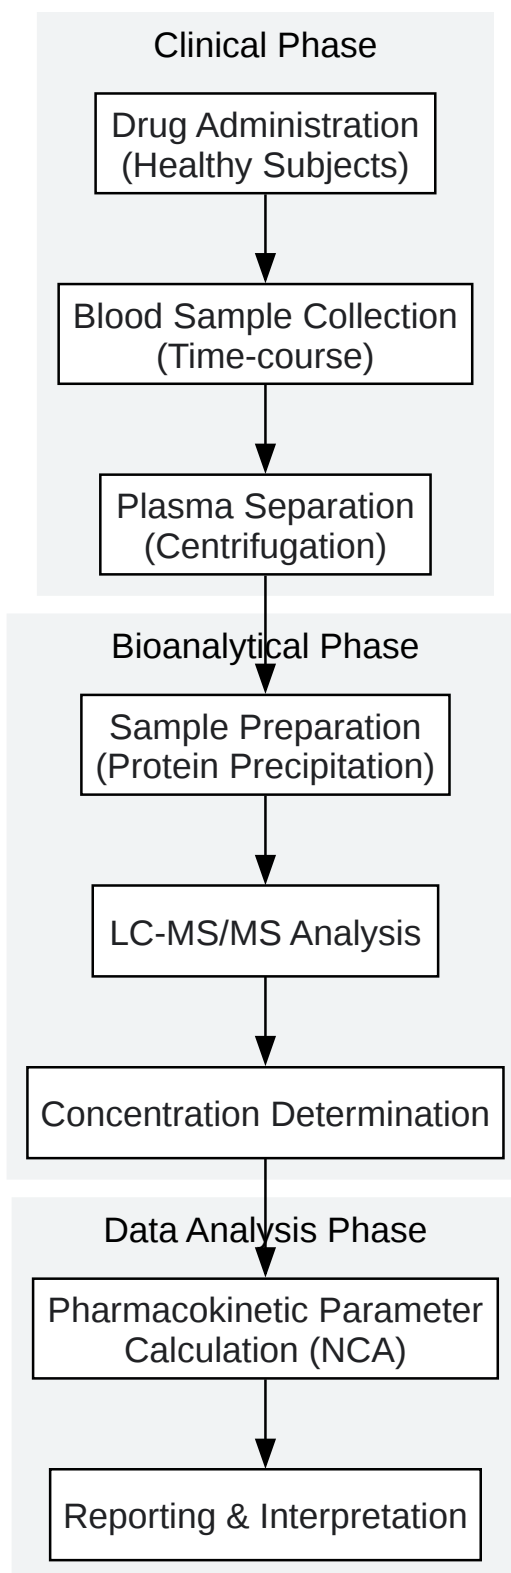 Clinical Phase
Drug Administration
(Healthy Subjects)
Blood Sample Collection
(Time-course)
Plasma Separation
(Centrifugation)
Bioanalytical Phase
Sample Preparation
(Protein Precipitation)
LC-MS/MS Analysis
Concentration Determination
Data Analysis Phase
Pharmacokinetic Parameter
Calculation (NCA)
Reporting & Interpretation